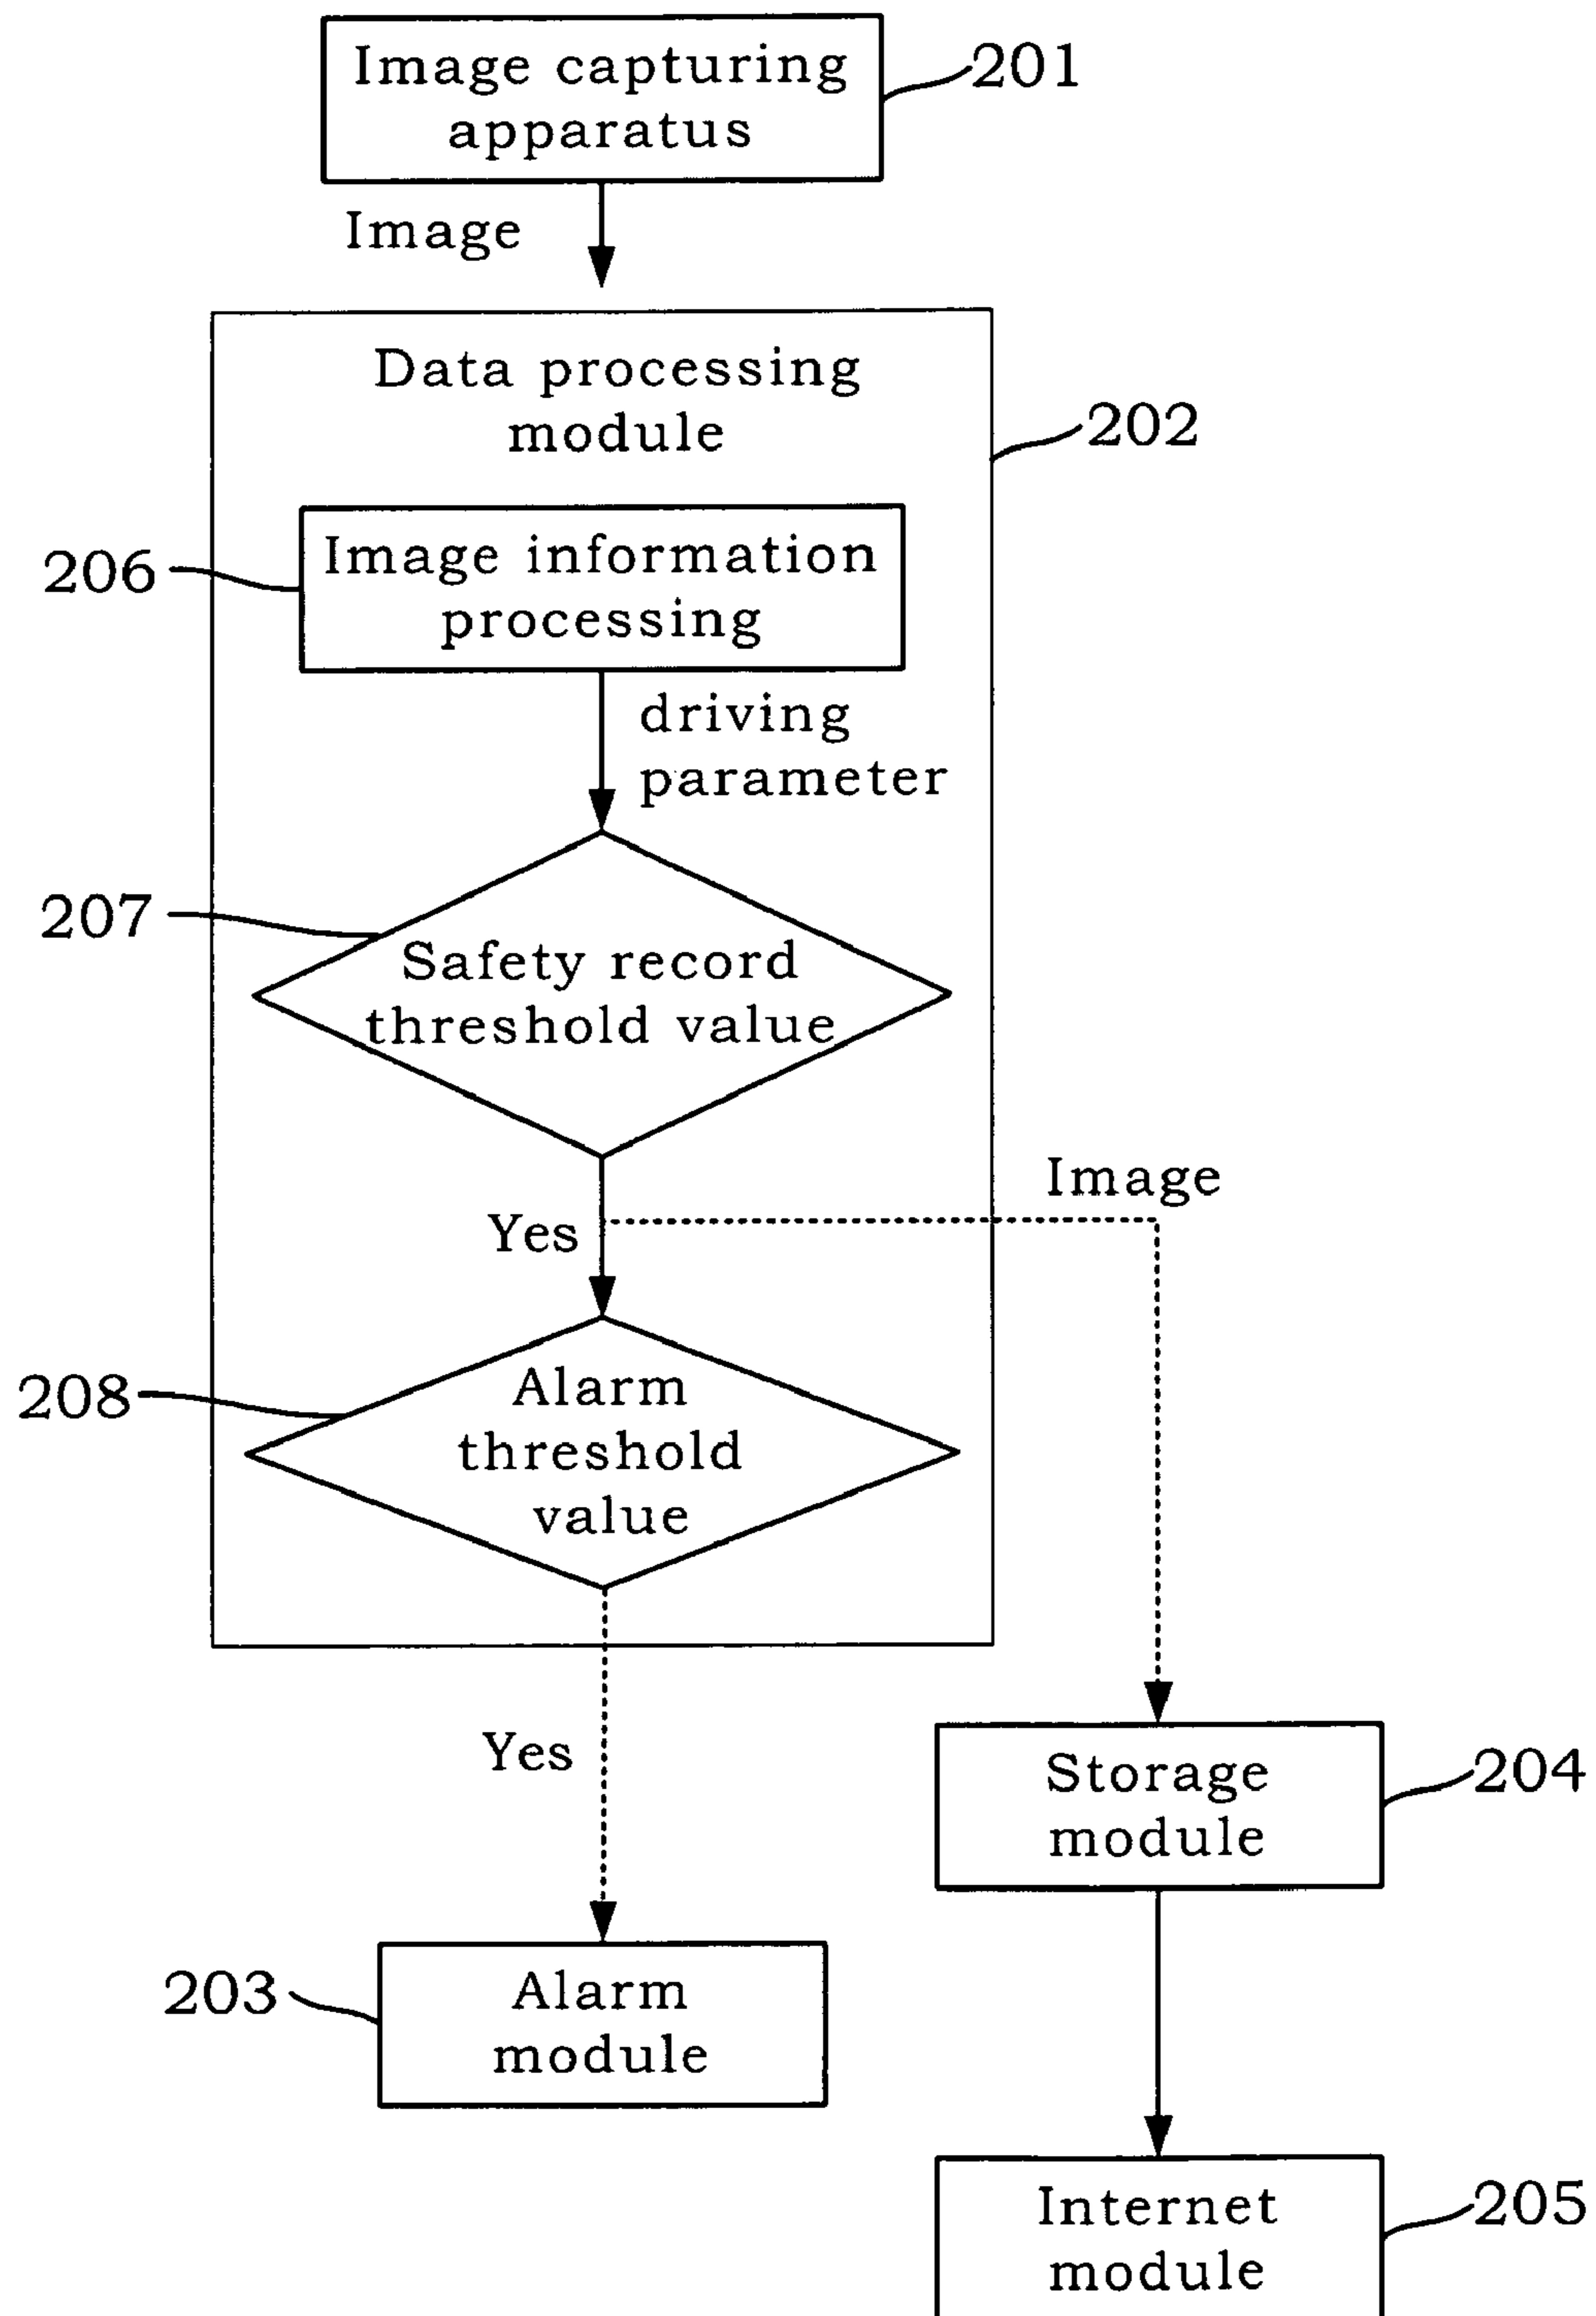 Image capturing
apparatus
201
Image
Data processing
module
202
206
Image information
processing
driving
parameter
207
Safety record
threshold value
Image
Yes
208
Alarm
threshold
value
Yes
Storage
module
204
203
Alarm
module
Internet
module
205